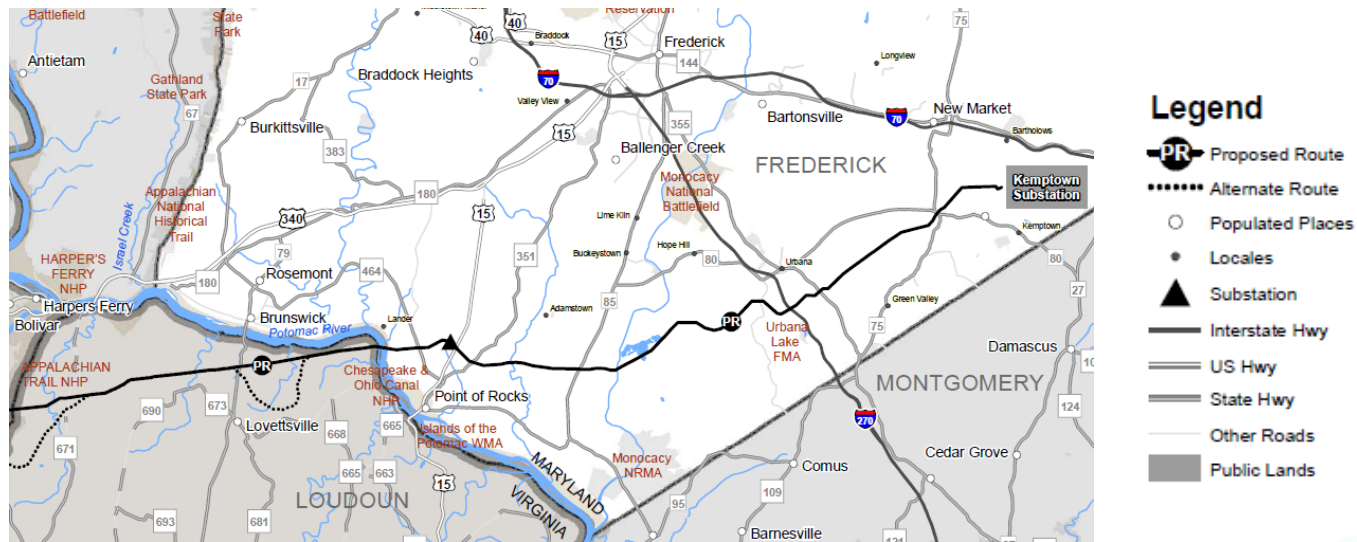 Battlefield
State
Park
40
40
15
Reservation
75
Braddock
Frederick
Longview
Antietam
Braddock Heights
70
144
Gathland
State Park
17
Valley View
Bartonsville
70
New Market
67
15
355
Bartholows
Burkittsville
383
Ballenger Creek
FREDERICK
Monocacy
National
Battlefield
Kemptown
Substation
Appalachian
National
Historical
Trail
Israel Creek
180
15
340
Lime Kiln
Hope Hill
Kemptown
79
351
Buckeystown
80
Urbana
80
HARPER'S
FERRY
NHP
180
Rosemont
464
27
Harpers Ferry
Bolivar
Brunswick
Potomac River
Lander
Adamstown
85
Green Valley
PR
75
Urbana
Lake
FMA
Damascus
APPALACHIAN
TRAIL NHP
PR
Chesapeake &
Ohio Canal
NHP
MONTGOMERY
690
673
Point of Rocks
124
Lovettsville
668
665
Islands of the
Potomac WMA
270
671
Monocacy
NRMA
MARYLAND
VIRGINIA
Comus
Cedar Grove
665
663
15
LOUDOUN
95
109
693
681
Barnesville
121
Legend
PR Proposed Route
Alternate Route
Populated Places
Locales
Substation
Interstate Hwy
US Hwy
State Hwy
Other Roads
Public Lands